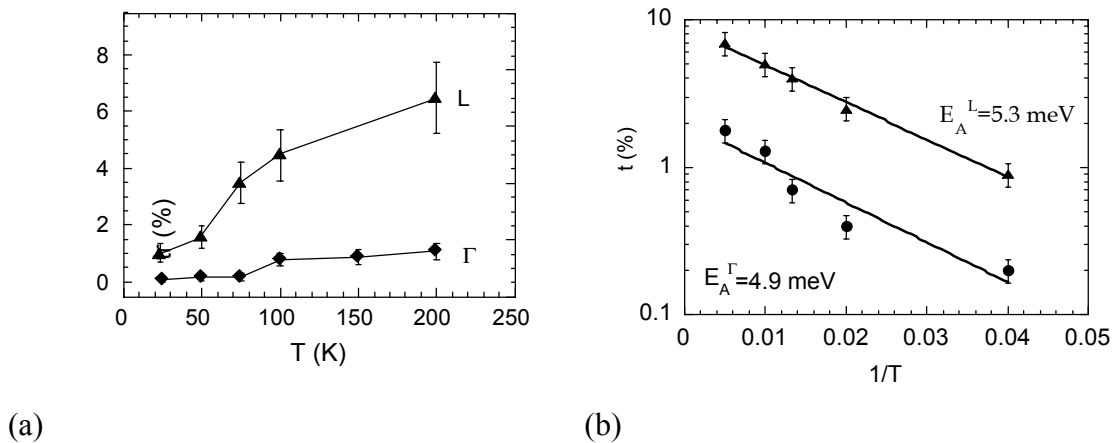 8
6
4
2
0
t (%)
L
Γ
0 50 100 150 200 250
T (K)
(a)
10
1
0.1
t (%)
E_A^L=5.3 meV
E_A^Γ=4.9 meV
0 0.01 0.02 0.03 0.04 0.05
1/T
(b)